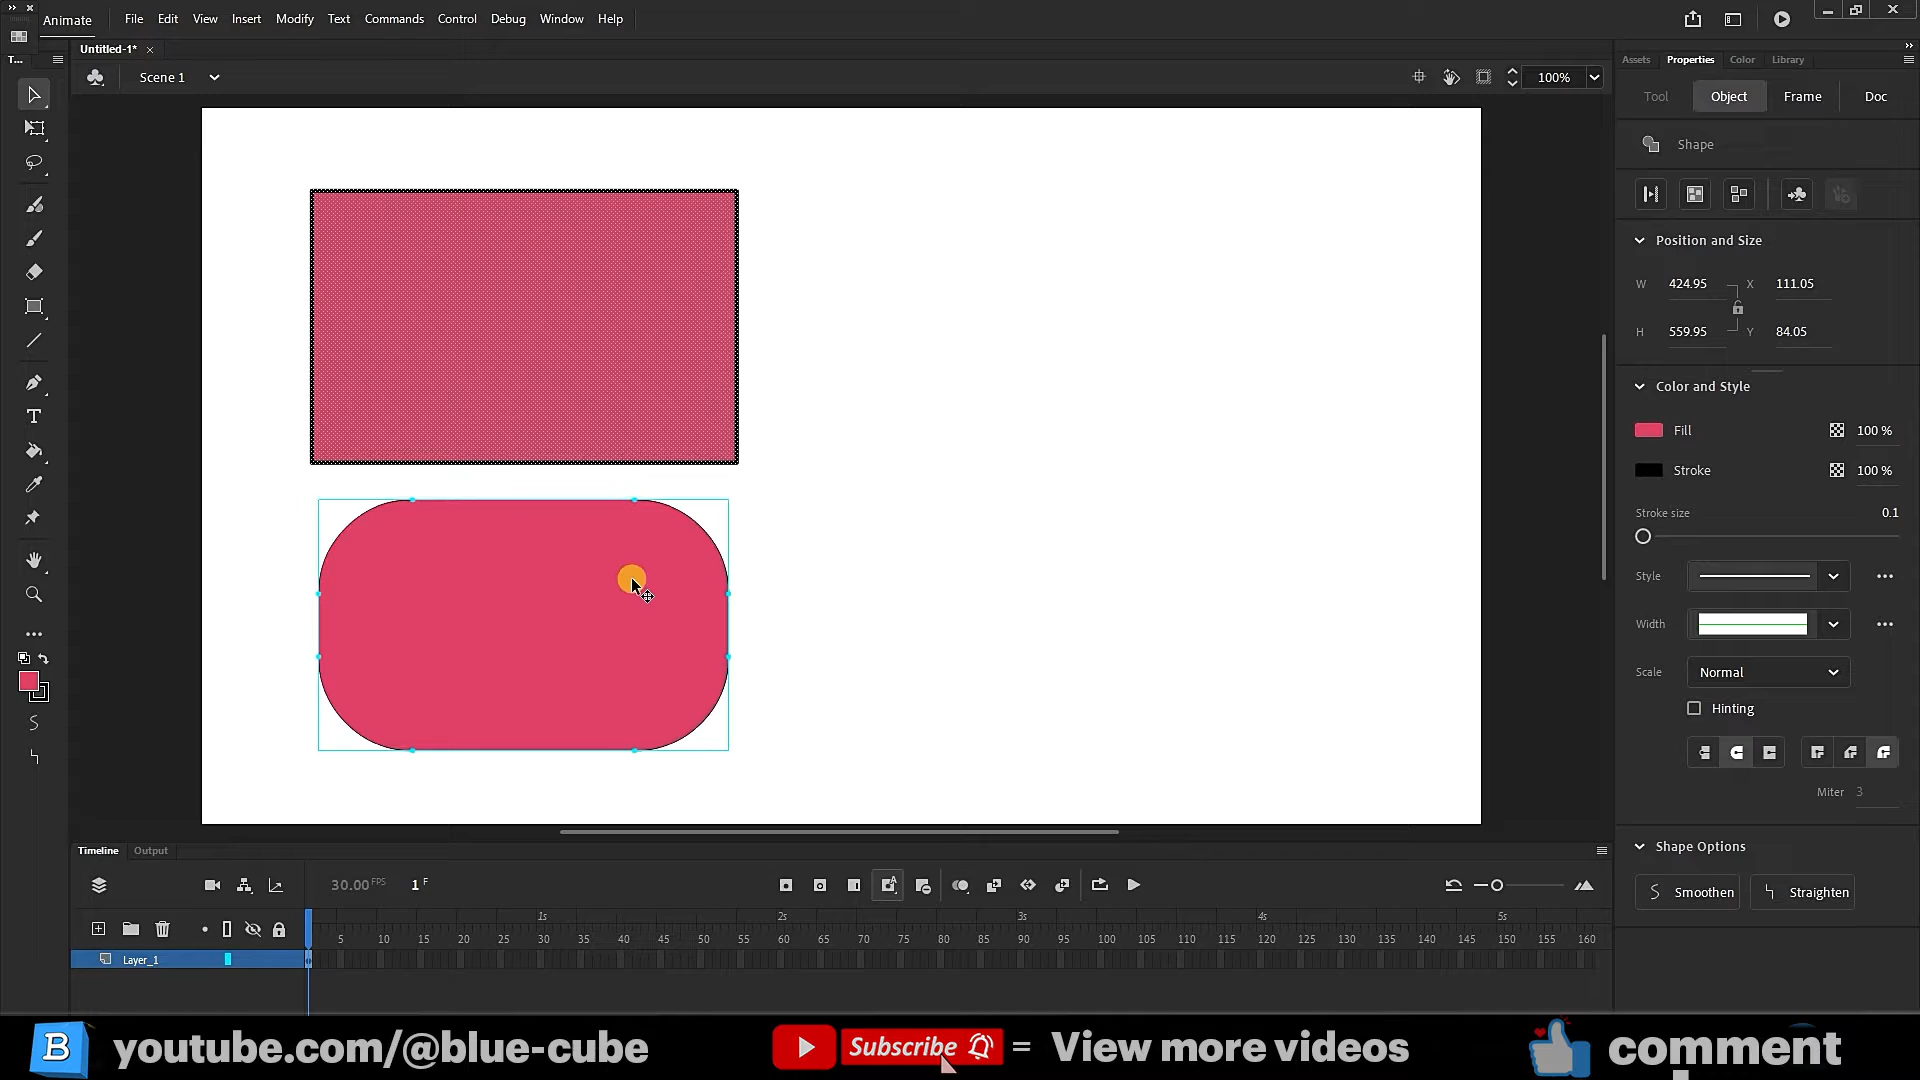 Animate File Edit View Insert Modify Text Commands Control Debug Window Help
Untitled-1*
T...
Assets Properties Color Library
Scene 1
100%
Tool Object Frame Doc
Shape
Position and Size
W 424.95 X 111.05
H 559.95 Y 84.05
Color and Style
Fill 100 %
Stroke 100 %
Stroke size 0.1
Style
Width
Scale Normal
Hinting
Miter 3
Shape Options
Smoothen Straighten
Timeline Output
30.00 FPS 1 F
1s 2s 3s 4s 5s
5 10 15 20 25 30 35 40 45 50 55 60 65 70 75 80 85 90 95 100 105 110 115 120 125 130 135 140 145 150 155 160
Layer_1
B youtube.com/@blue-cube Subscribe = View more videos comment